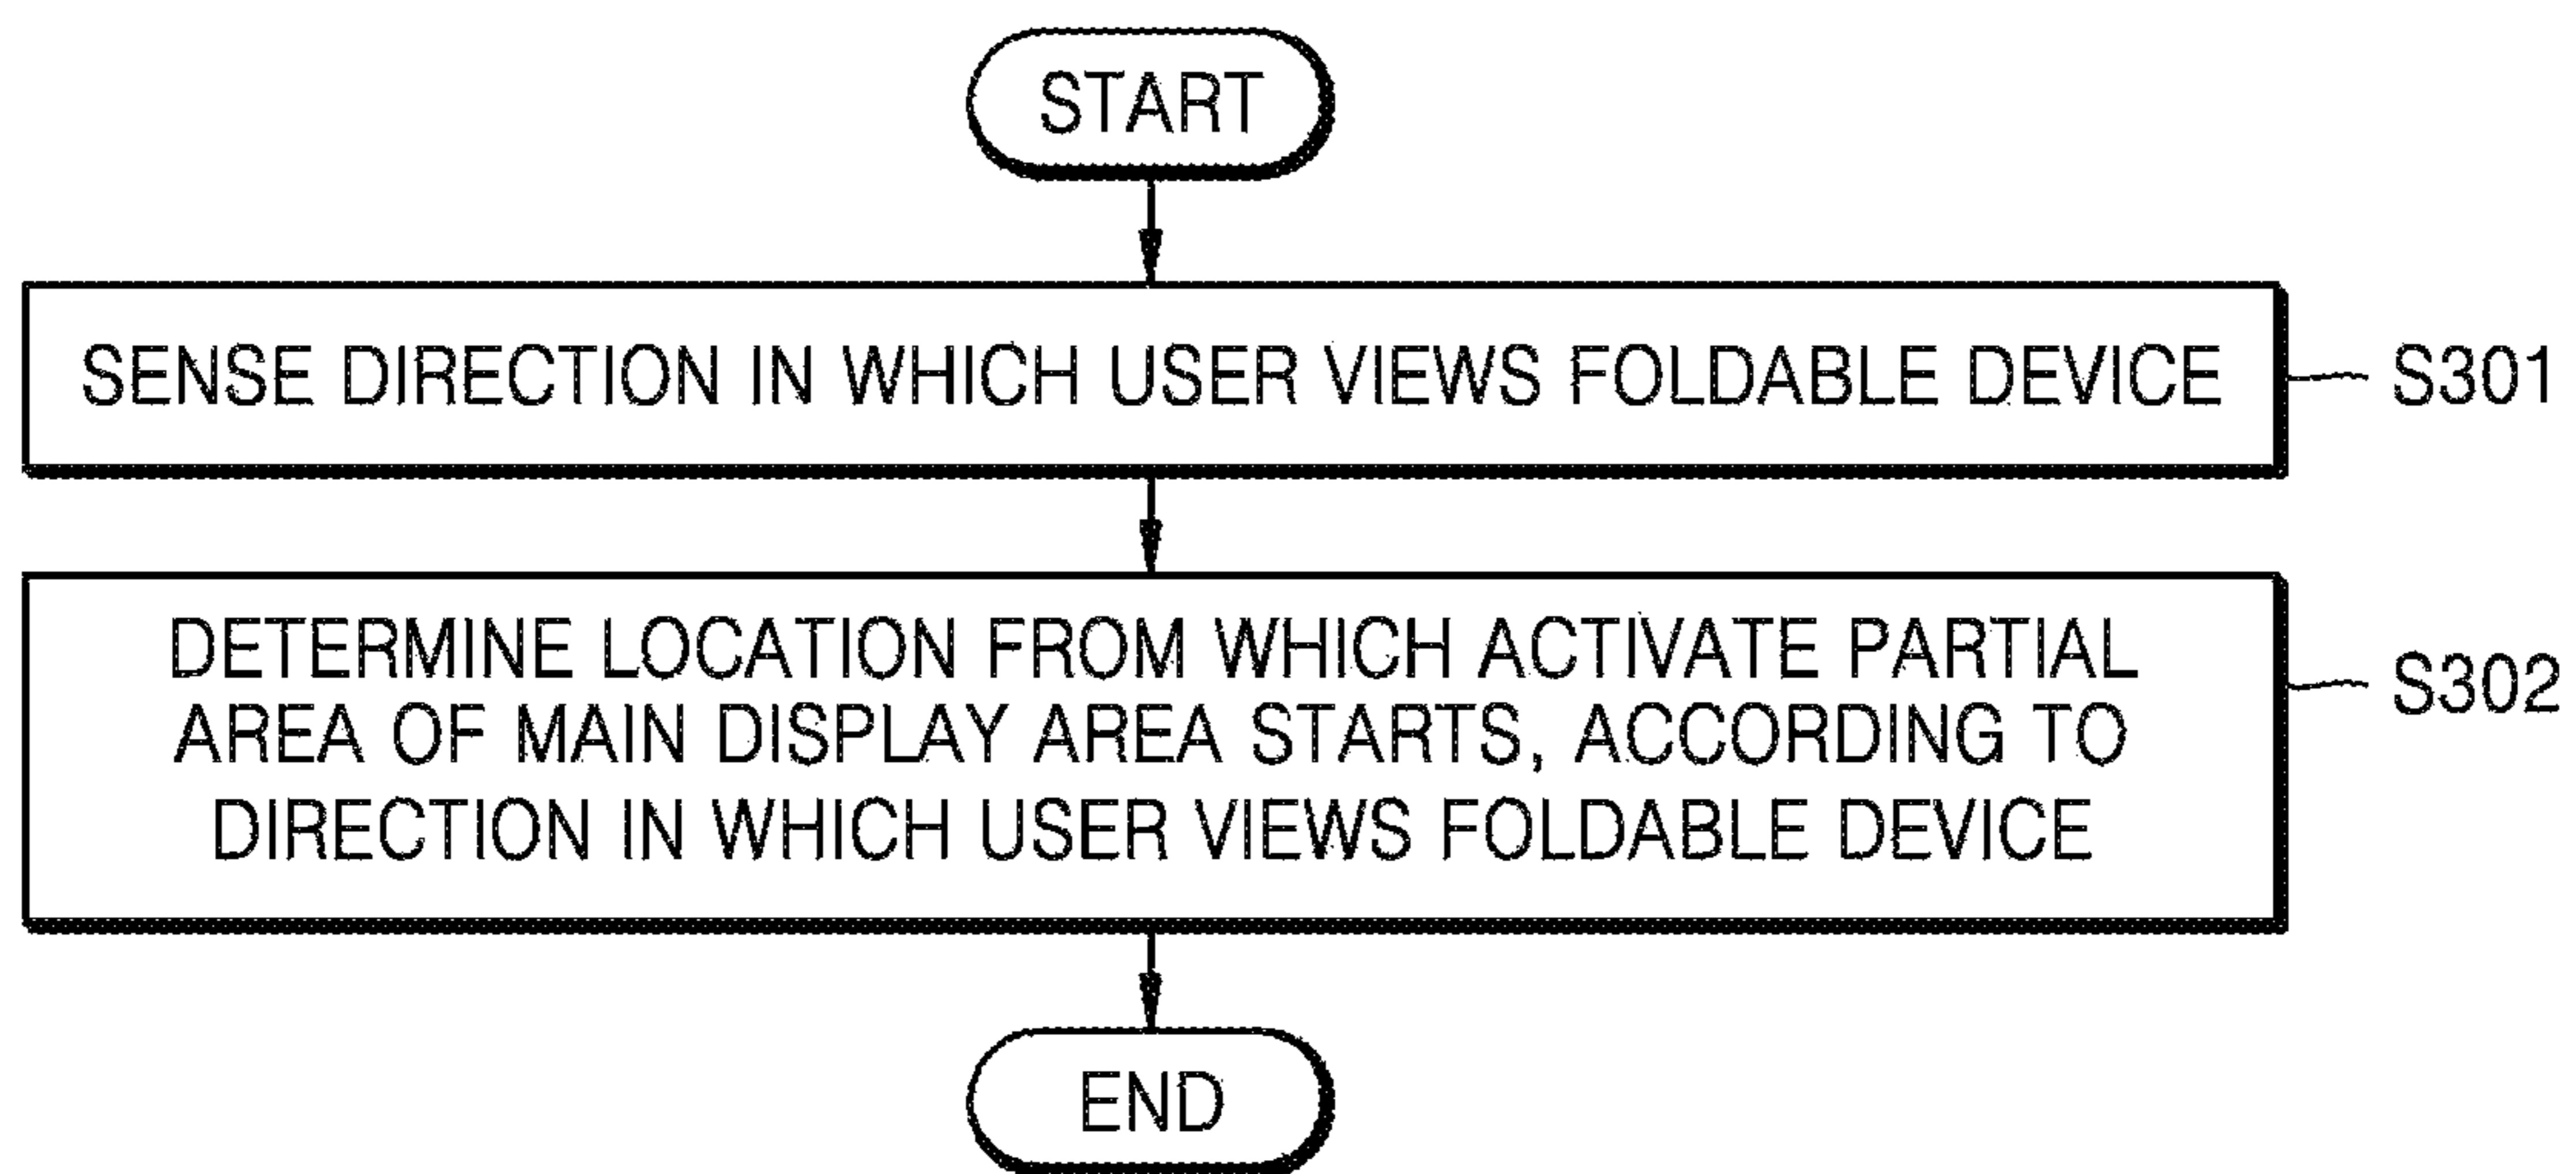 START
SENSE DIRECTION IN WHICH USER VIEWS FOLDABLE DEVICE
S301
DETERMINE LOCATION FROM WHICH ACTIVATE PARTIAL
AREA OF MAIN DISPLAY AREA STARTS, ACCORDING TO
DIRECTION IN WHICH USER VIEWS FOLDABLE DEVICE
S302
END